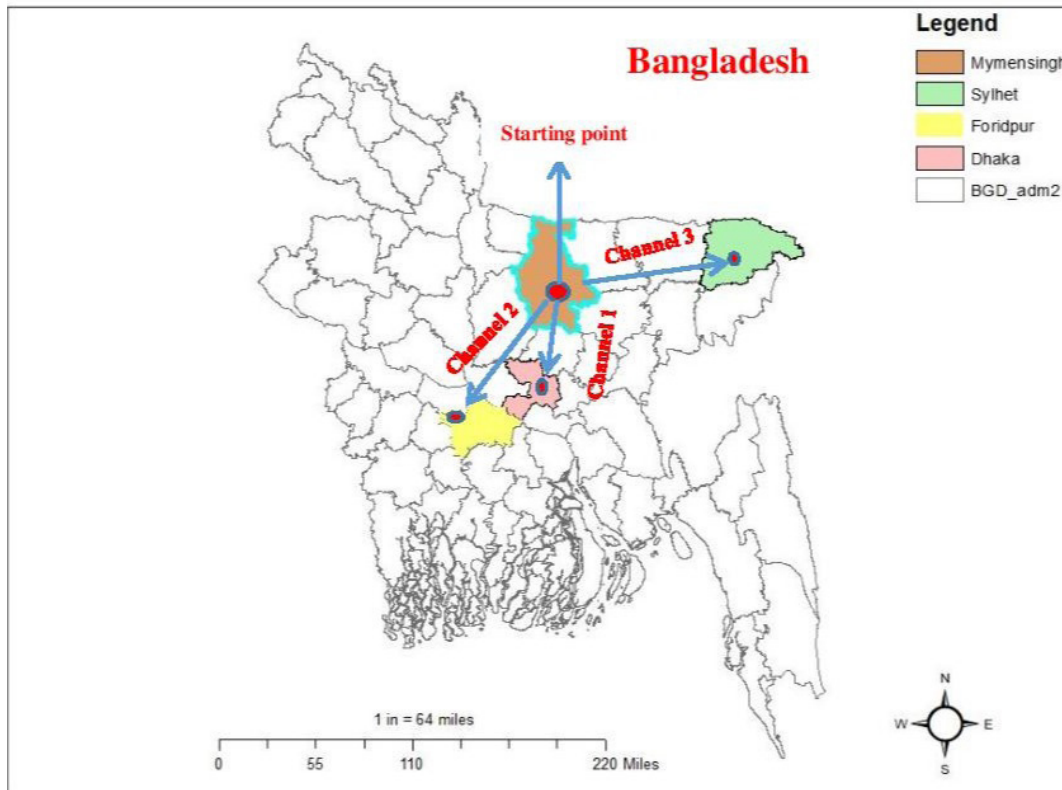 Bangladesh
Legend
Mymensingh
Sylhet
Foridpur
Dhaka
BGD_adm2
Starting point
Channel 3
Channel 2
Channel 1
1 in = 64 miles
0 55 110 220 Miles
N
W E
S